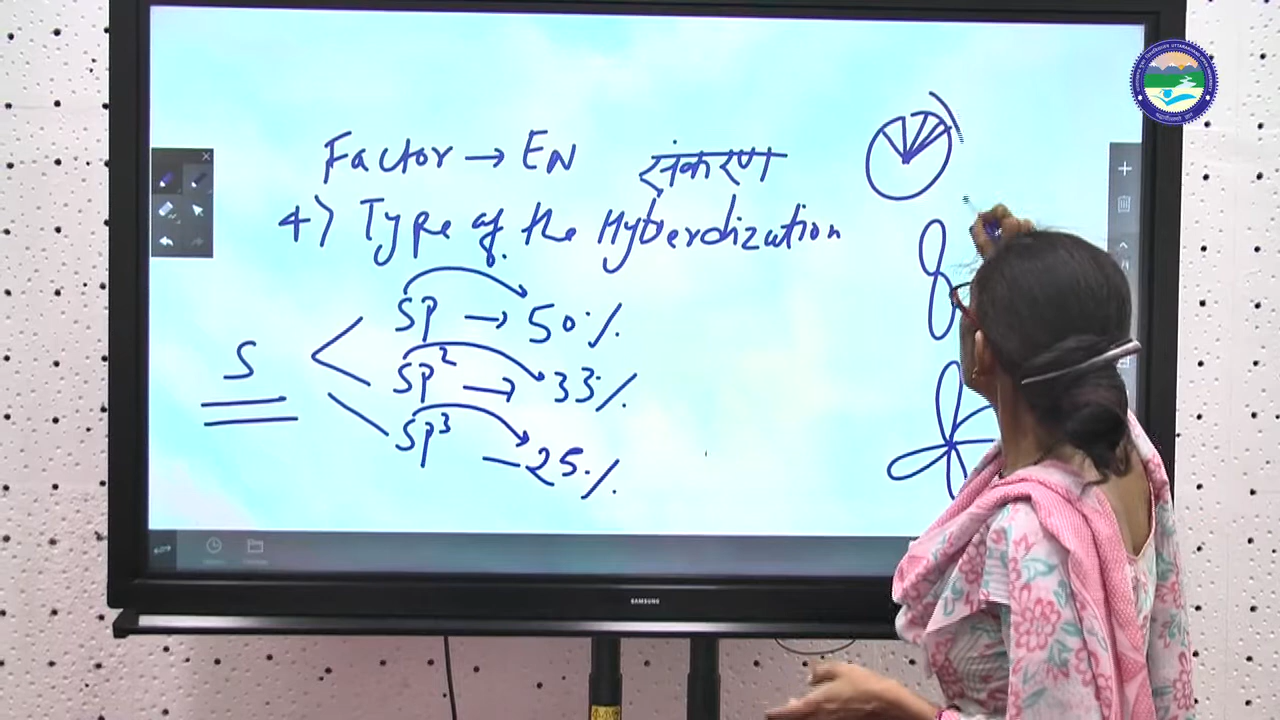 Factor → EN संकरण
4) Type of the Hyberdization
SP → 50%
S
SP² → 33%
SP³ – 25%
SAMSUNG